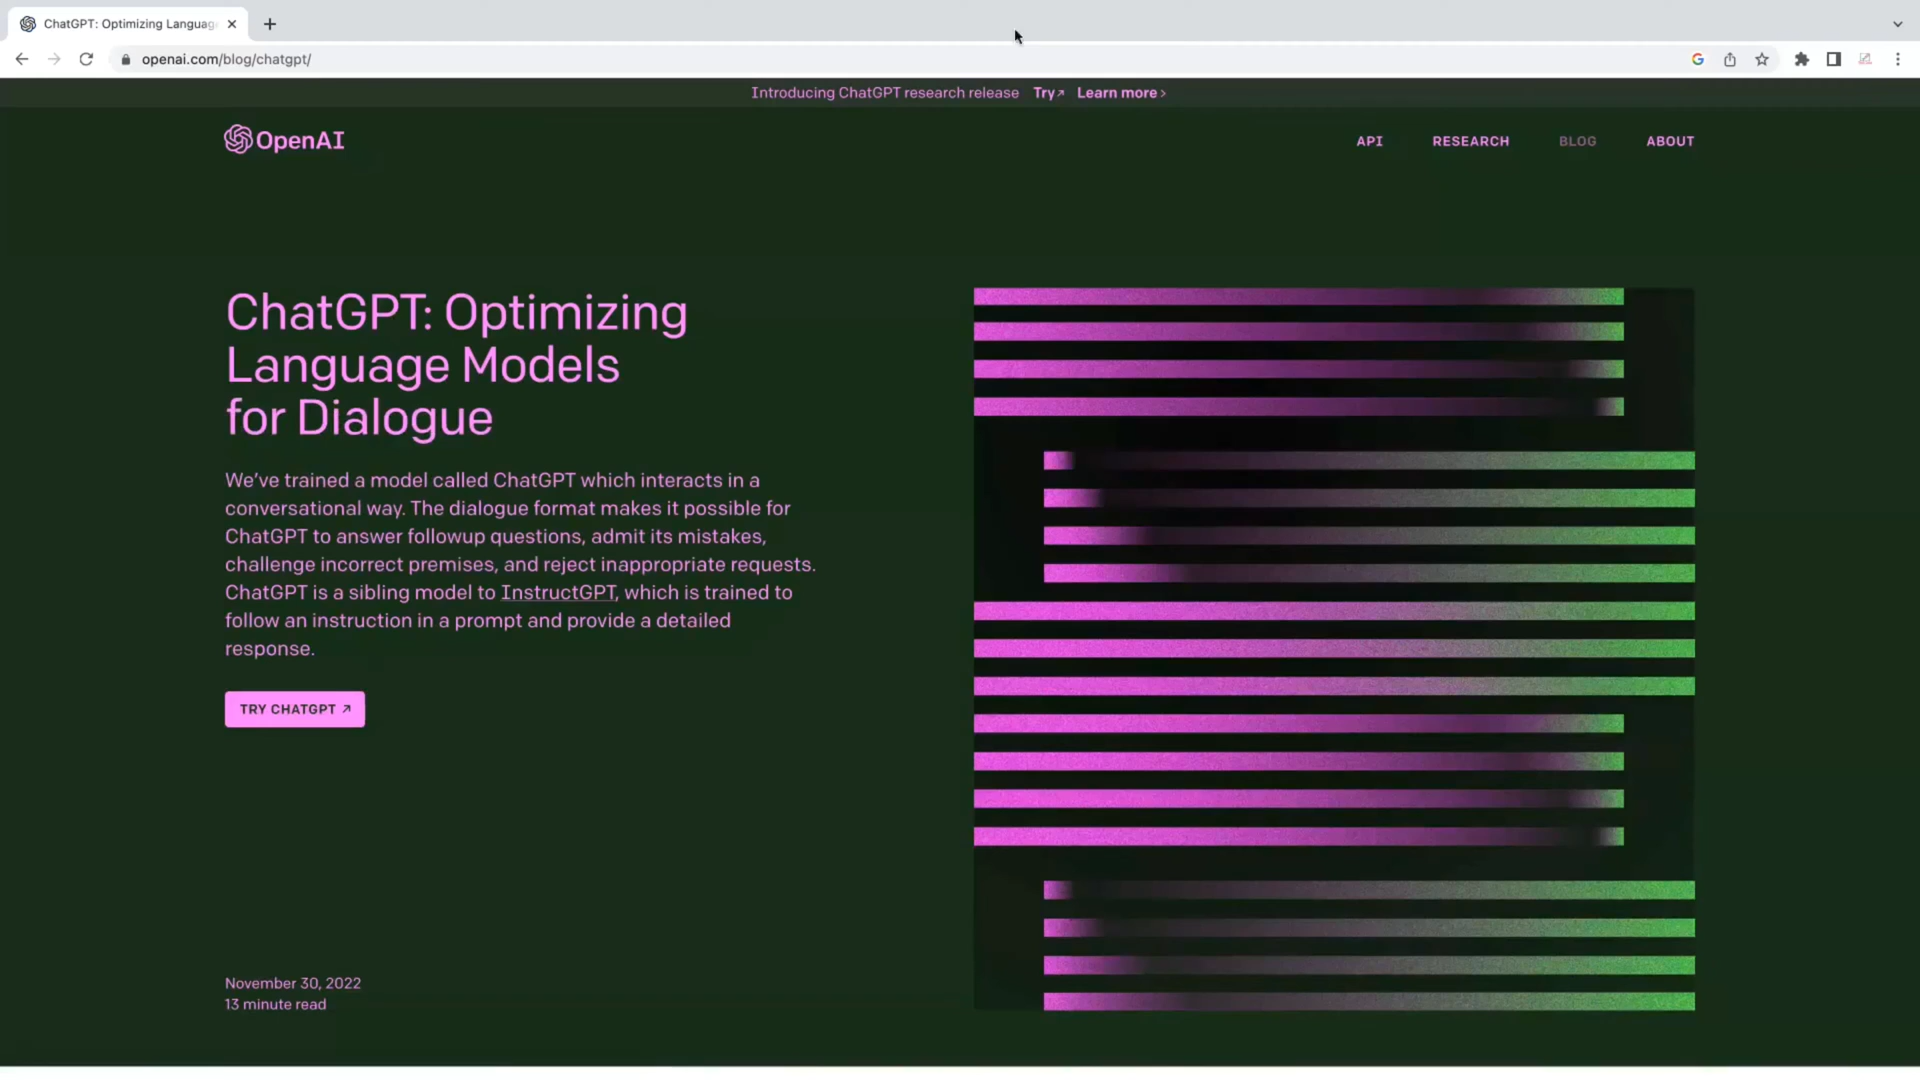 ChatGPT: Optimizing Languag
openai.com/blog/chatgpt/
Introducing ChatGPT research release Try↗ Learn more›
OpenAI
API RESEARCH BLOG ABOUT
ChatGPT: Optimizing
Language Models
for Dialogue
We’ve trained a model called ChatGPT which interacts in a
conversational way. The dialogue format makes it possible for
ChatGPT to answer followup questions, admit its mistakes,
challenge incorrect premises, and reject inappropriate requests.
ChatGPT is a sibling model to InstructGPT, which is trained to
follow an instruction in a prompt and provide a detailed
response.
TRY CHATGPT ↗
November 30, 2022
13 minute read